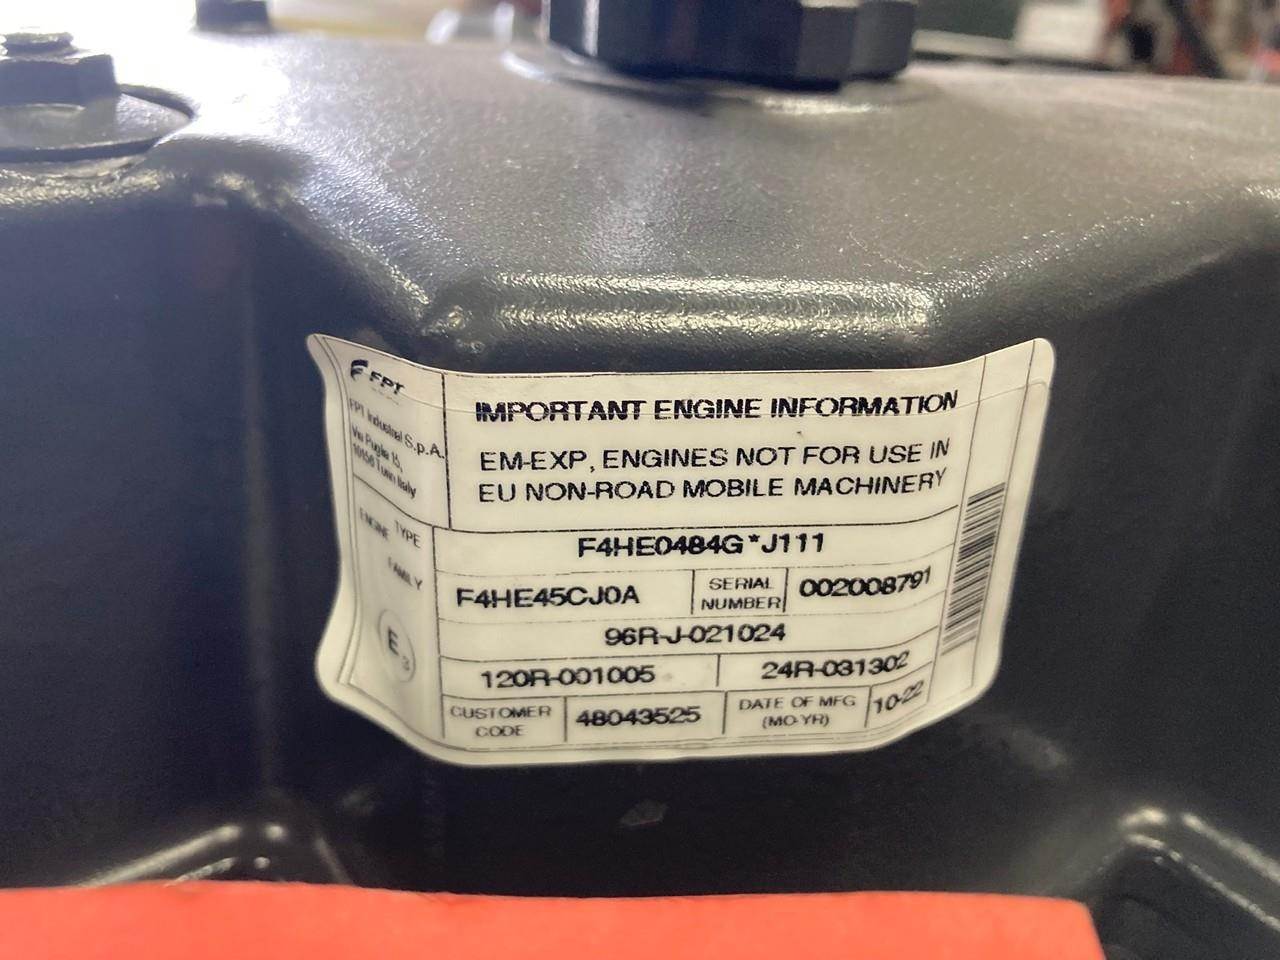 FPT
FPT Industrial S.p.A.
Via Puglia 15,
10156 Turin Italy
IMPORTANT ENGINE INFORMATION
EM-EXP, ENGINES NOT FOR USE IN
EU NON-ROAD MOBILE MACHINERY
ENGINE TYPE
F4HE0484G*J111
FAMILY
F4HE45CJ0A
SERIAL
NUMBER
002008791
E3
96R-J-021024
120R-001005
24R-031302
CUSTOMER
CODE
48043525
DATE OF MFG
(MO-YR)
10-22